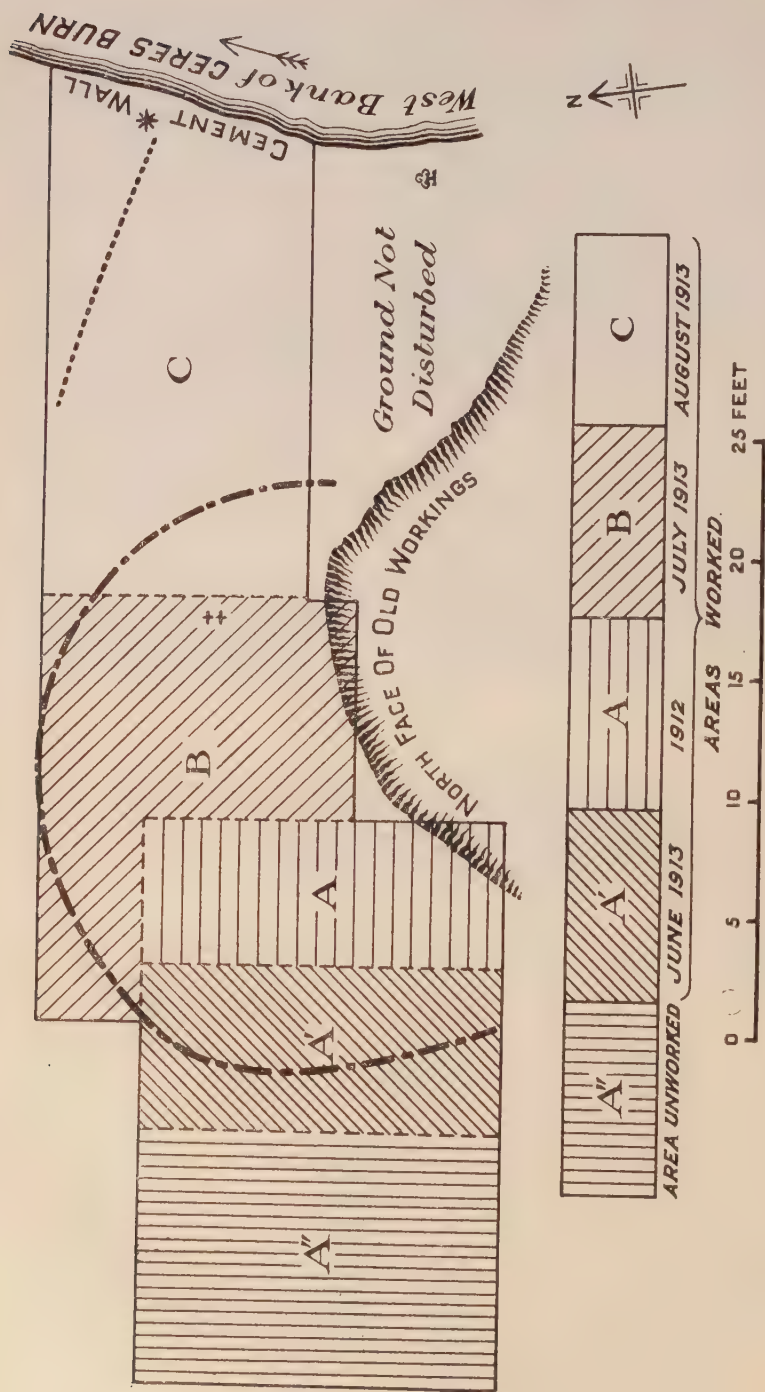 West Bank of CERES BURN
CEMENT WALL
C
Ground Not
Disturbed
B
NORTH FACE OF OLD WORKINGS
A
A'
A"
N
A" A' A B C
AREA UNWORKED JUNE 1913 1912 JULY 1913 AUGUST 1913
AREAS WORKED.
0 5 10 15 20 25 FEET